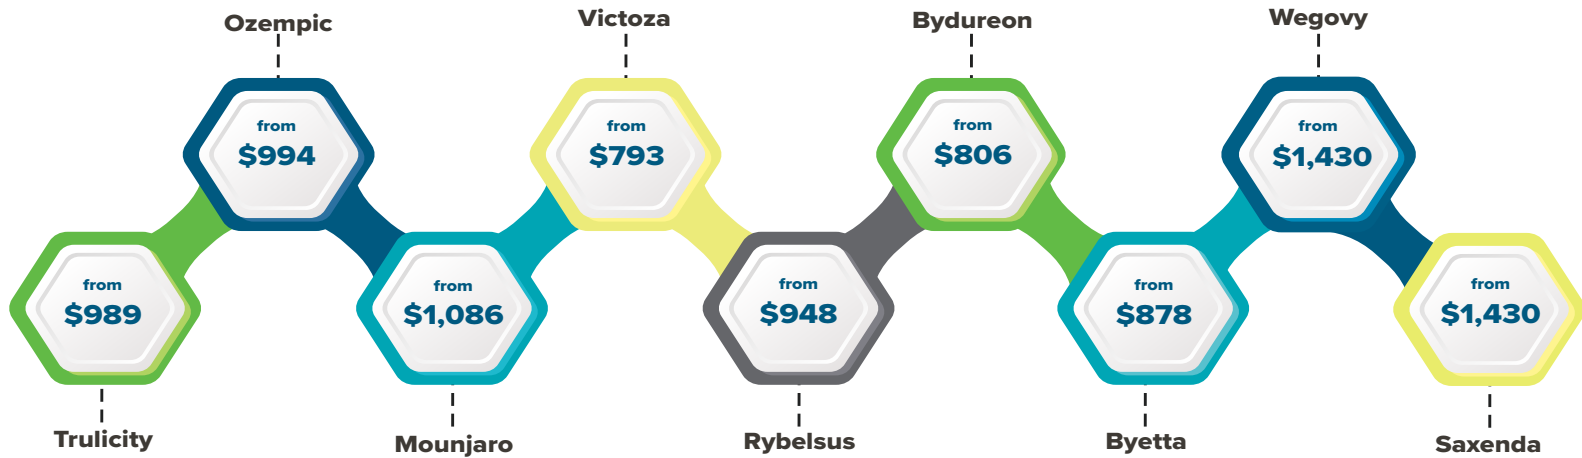 Ozempic
Victoza
Bydureon
Wegovy
from
$994
from
$793
from
$806
from
$1,430
from
$989
from
$1,086
from
$948
from
$878
from
$1,430
Trulicity
Mounjaro
Rybelsus
Byetta
Saxenda